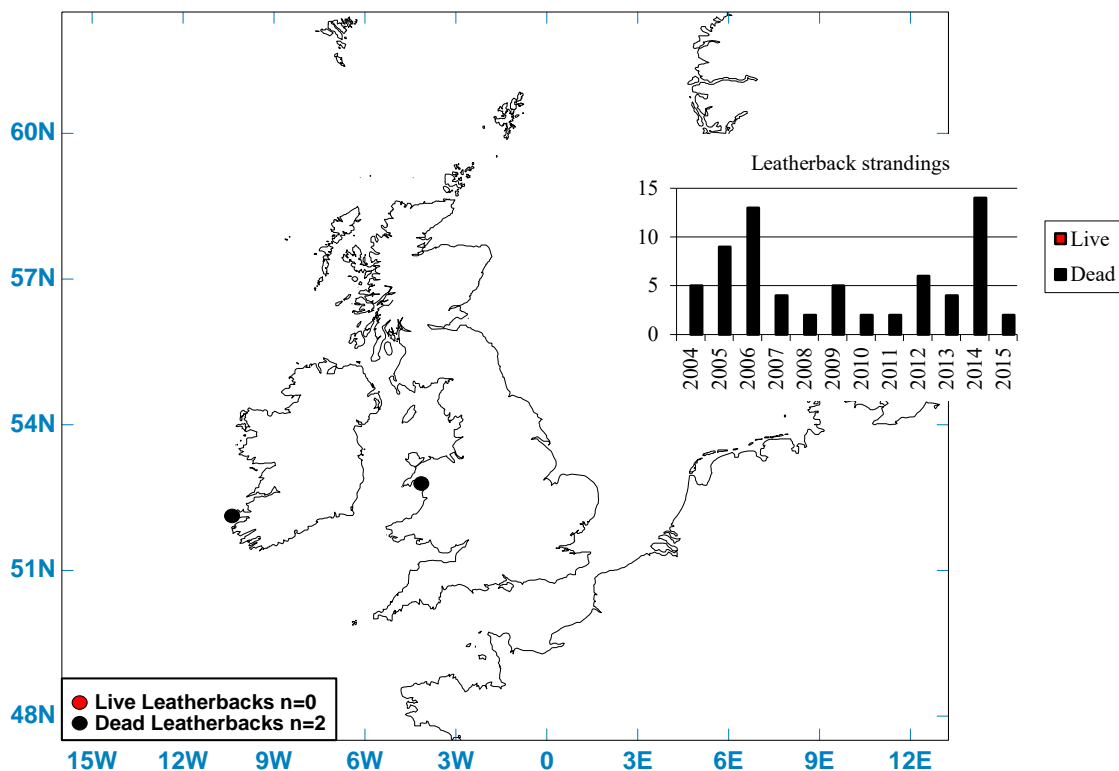 60N
57N
54N
51N
48N
15W 12W 9W 6W 3W 0 3E 6E 9E 12E
Leatherback strandings
15
10
5
0
2004 2005 2006 2007 2008 2009 2010 2011 2012 2013 2014 2015
Live
Dead
Live Leatherbacks n=0
Dead Leatherbacks n=2